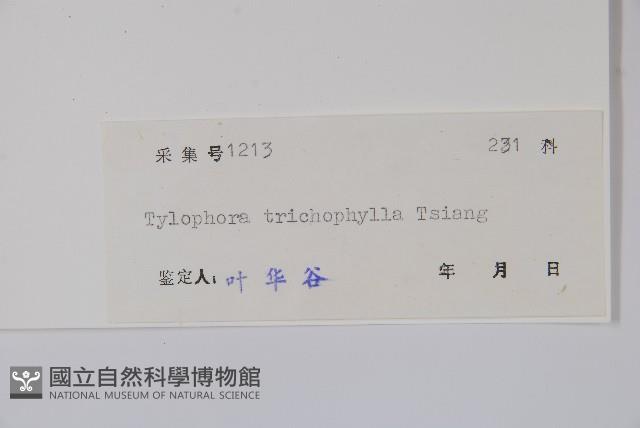 采集号1213 231 科
Tylophora trichophylla Tsiang
鉴定人: 叶华谷 年 月 日
國立自然科學博物館
NATIONAL MUSEUM OF NATURAL SCIENCE